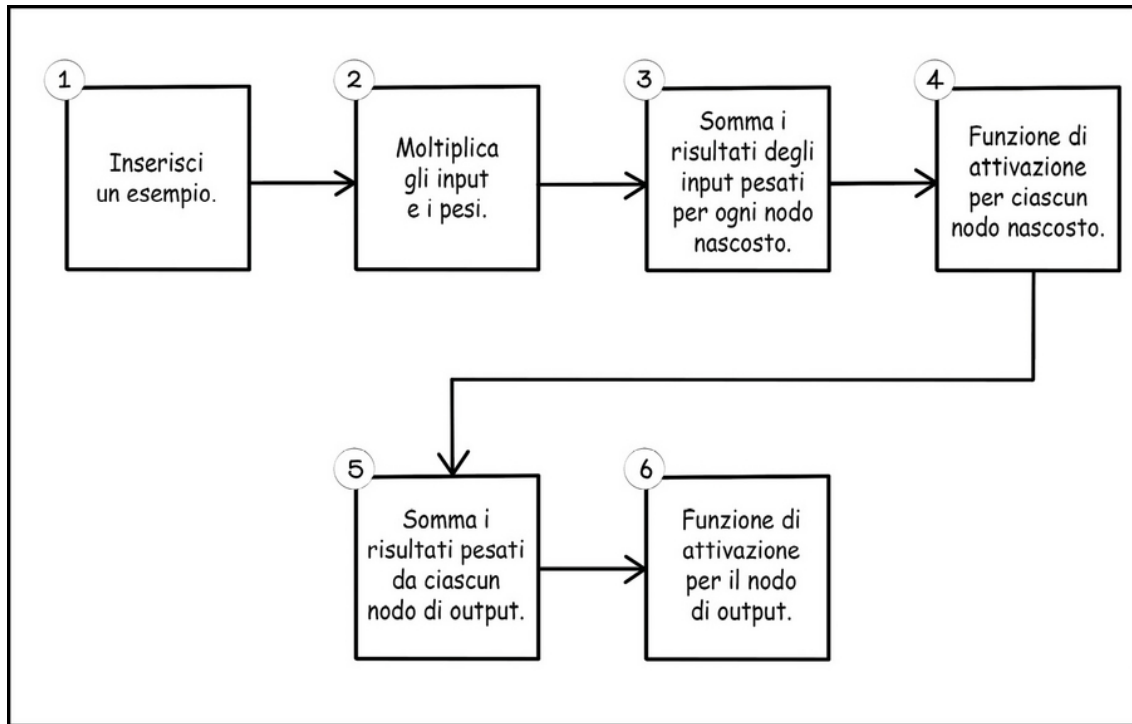 1
Inserisci
un esempio.
2
Moltiplica
gli input
e i pesi.
3
Somma i
risultati degli
input pesati
per ogni nodo
nascosto.
4
Funzione di
attivazione
per ciascun
nodo nascosto.
5
Somma i
risultati pesati
da ciascun
nodo di output.
6
Funzione di
attivazione
per il nodo
di output.